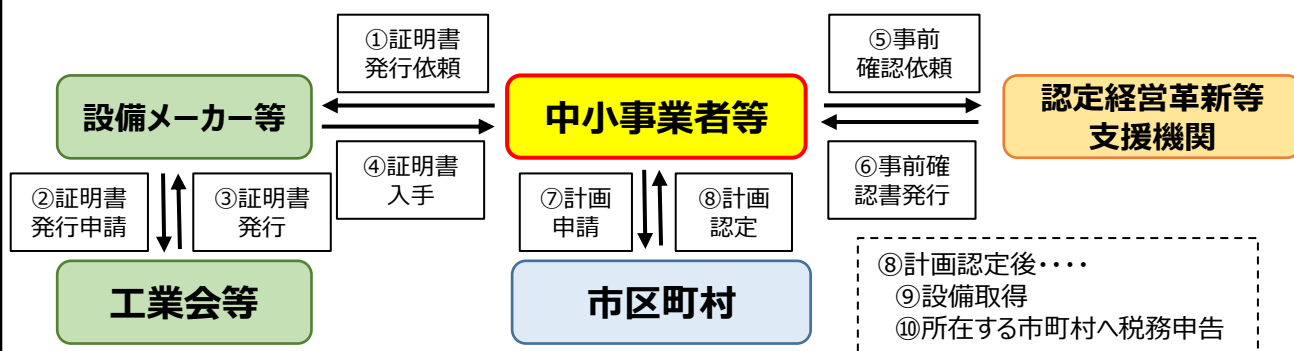 ①証明書
発行依頼
⑤事前
確認依頼
設備メーカー等
中小事業者等
認定経営革新等
支援機関
②証明書
発行申請
③証明書
発行
④証明書
入手
⑦計画
申請
⑧計画
認定
⑥事前確
認書発行
工業会等
市区町村
⑧計画認定後・・・・
⑨設備取得
⑩所在する市町村へ税務申告